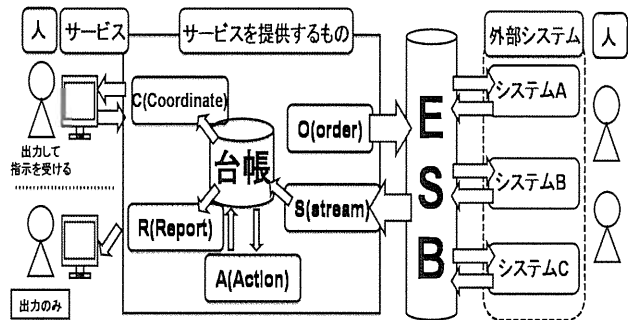 人
サービス
サービスを提供するもの
外部システム
人
C(Coordinate)
O(order)
台帳
R(Report)
S(stream)
A(Action)
E
S
B
システムA
システムB
システムC
出力して
指示を受ける
出力のみ